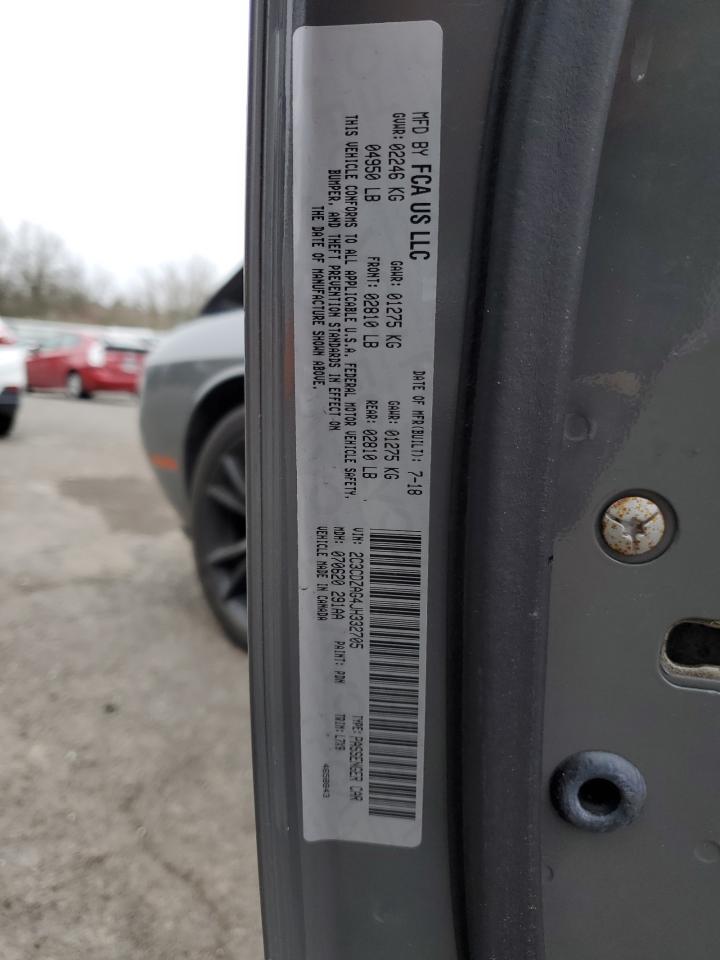 MFD BY FCA US LLC
DATE OF MFR(BUILT): 7-18
GVWR: 02246 KG GAWR: 01275 KG GAWR: 01275 KG
04950 LB FRONT: 02810 LB REAR: 02810 LB
THIS VEHICLE CONFORMS TO ALL APPLICABLE U.S.A. FEDERAL MOTOR VEHICLE SAFETY,
BUMPER, AND THEFT PREVENTION STANDARDS IN EFFECT ON
THE DATE OF MANUFACTURE SHOWN ABOVE.
VIN: 2C3CDZAG4JH332705 TYPE: PASSENGER CAR
MDH: 070620 291AA PAINT: PDN TRIM: L7X9
VEHICLE MADE IN CANADA